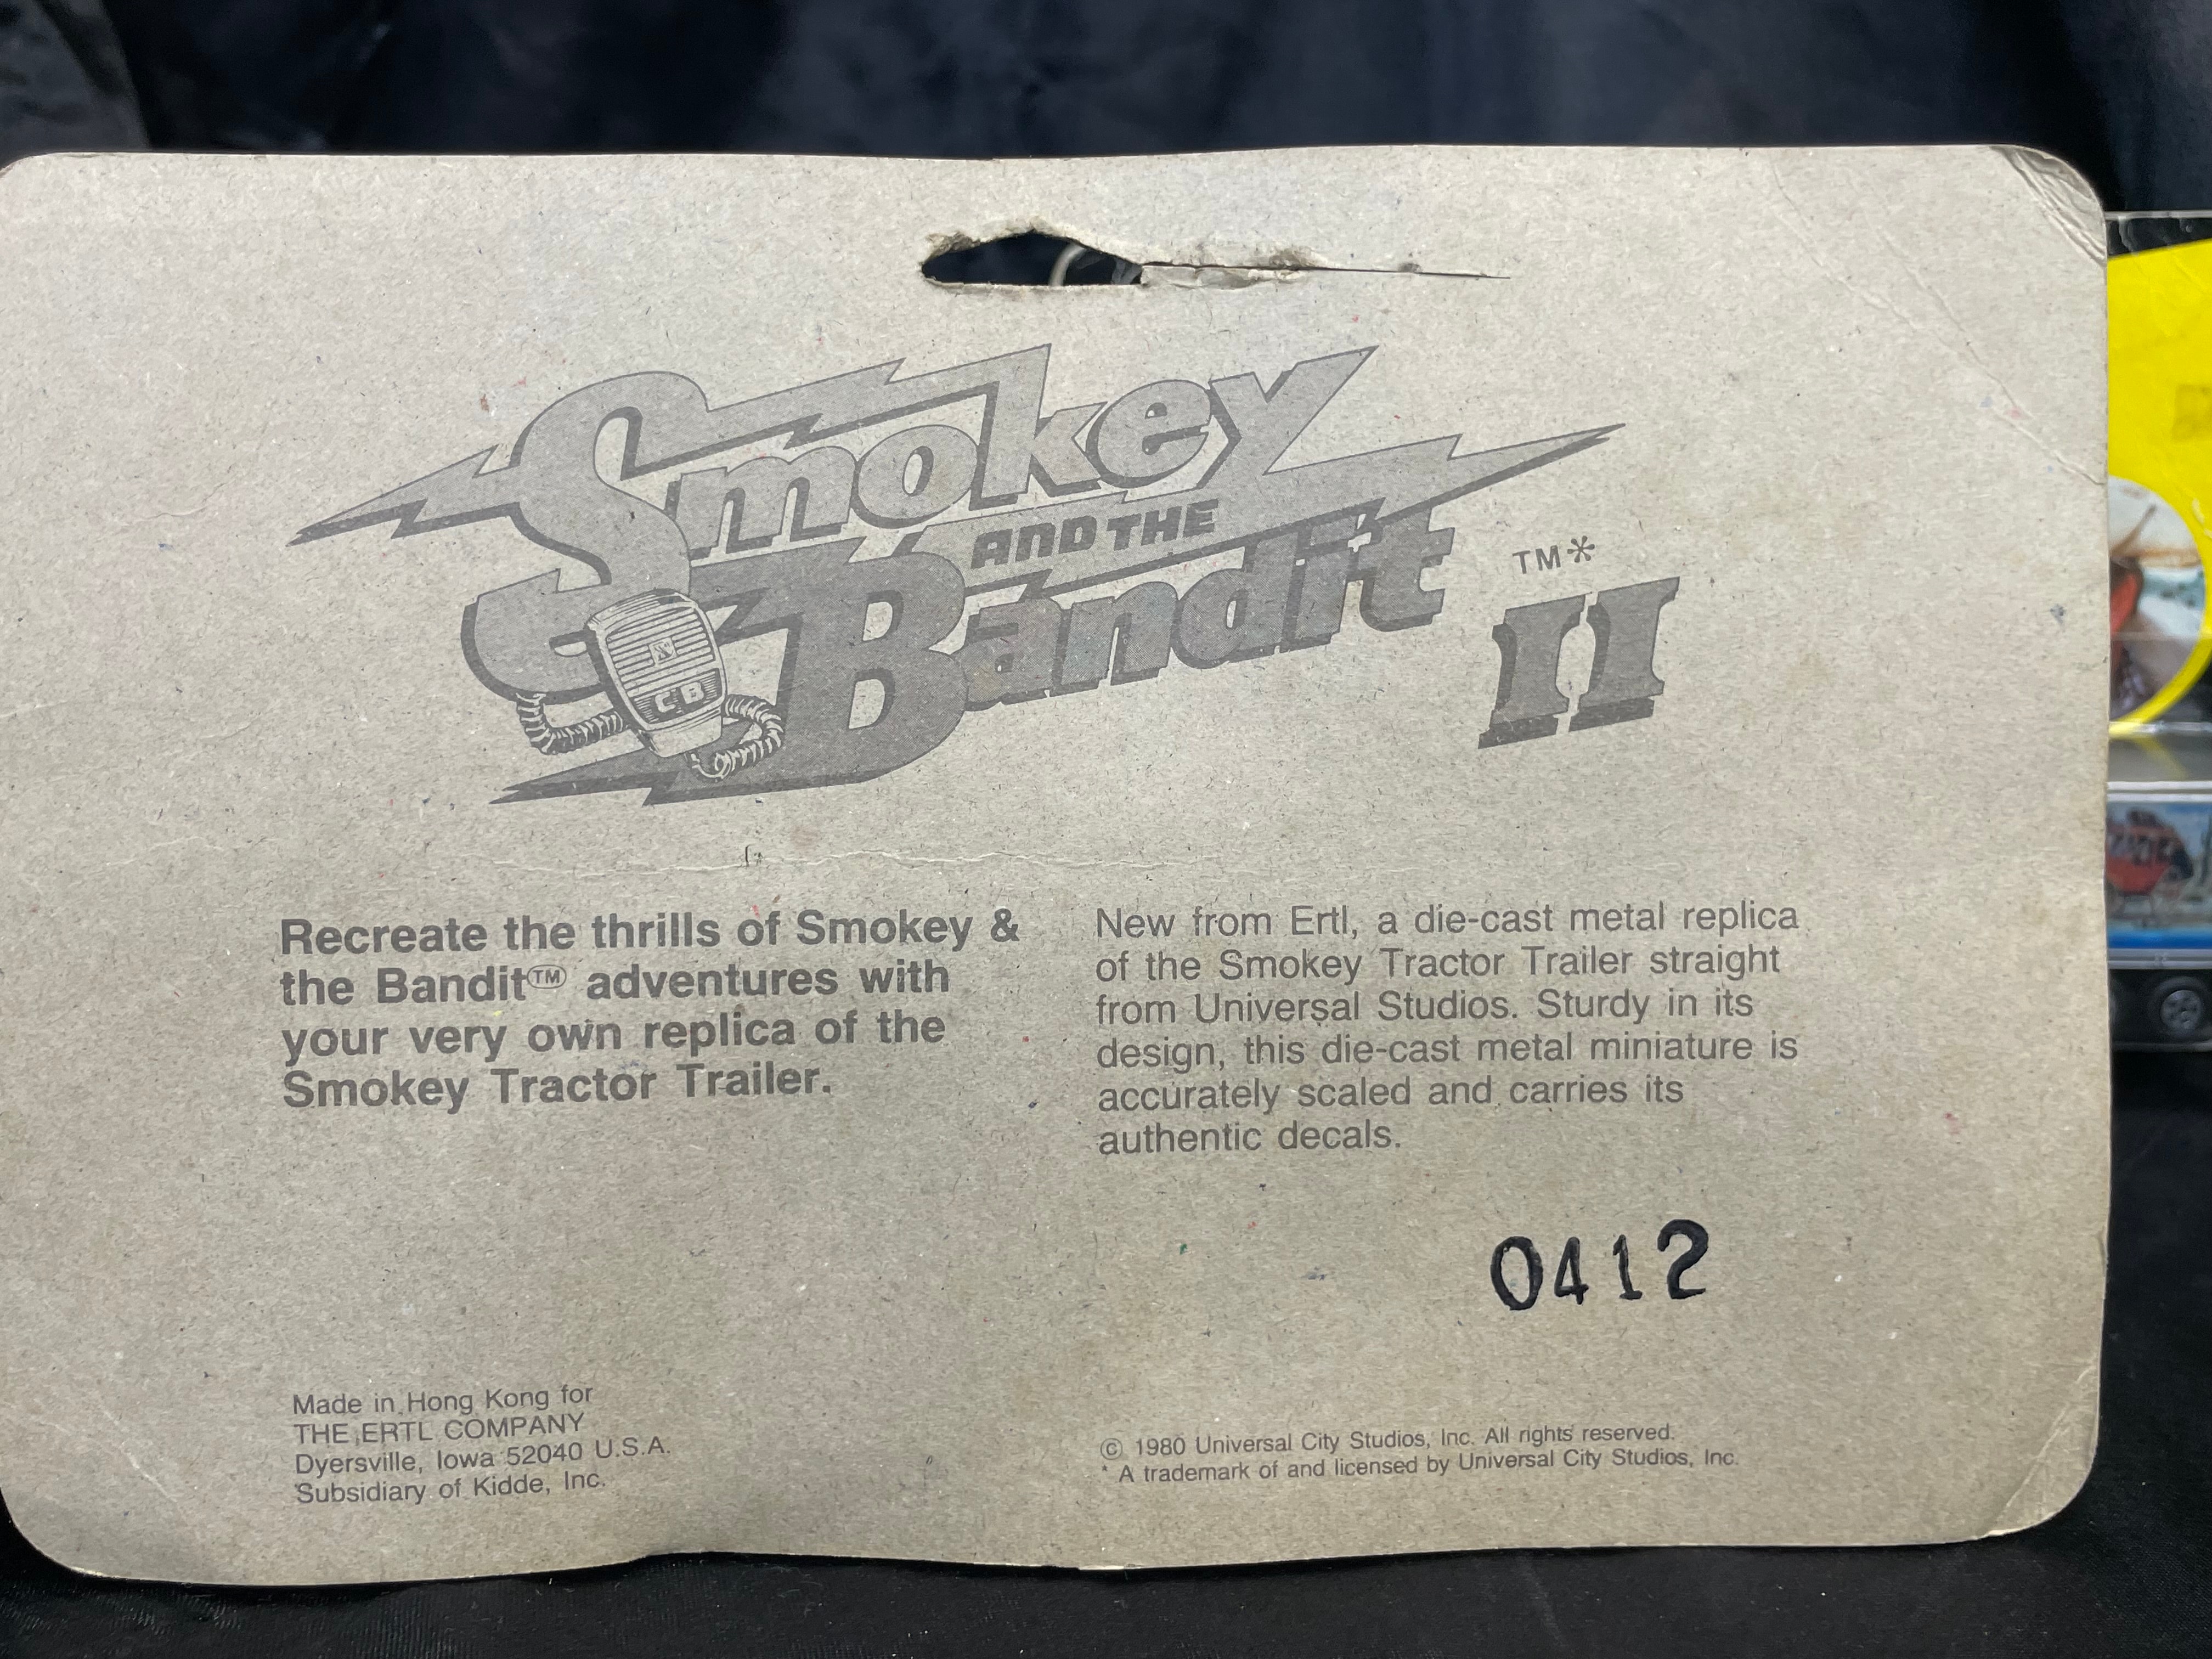 Smokey
AND THE
Bandit
TM*
II
CB
Recreate the thrills of Smokey &
the Bandit™ adventures with
your very own replica of the
Smokey Tractor Trailer.
New from Ertl, a die-cast metal replica
of the Smokey Tractor Trailer straight
from Universal Studios. Sturdy in its
design, this die-cast metal miniature is
accurately scaled and carries its
authentic decals.
0412
Made in Hong Kong for
THE ERTL COMPANY
Dyersville, Iowa 52040 U.S.A.
Subsidiary of Kidde, Inc.
© 1980 Universal City Studios, Inc. All rights reserved.
* A trademark of and licensed by Universal City Studios, Inc.